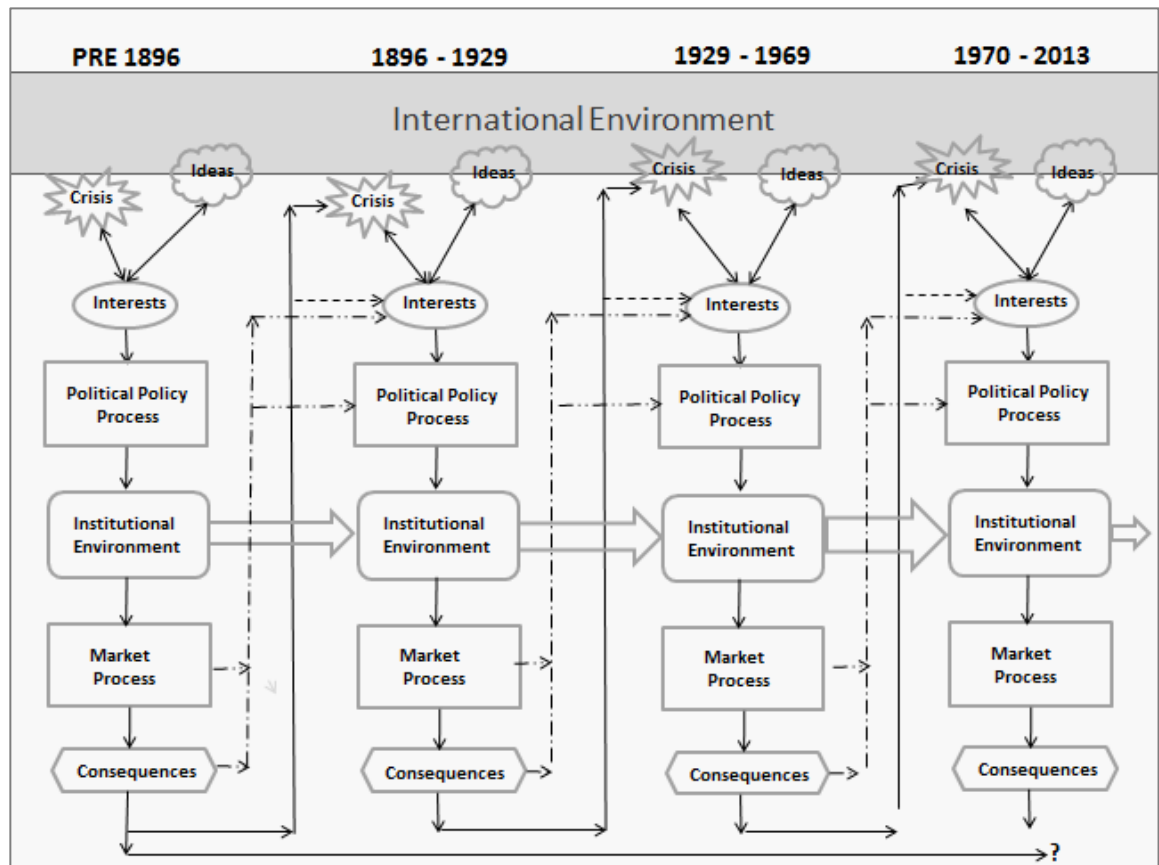 PRE 1896
1896 - 1929
1929 - 1969
1970 - 2013
International Environment
Crisis
Ideas
Crisis
Ideas
Crisis
Ideas
Crisis
Ideas
Interests
Interests
Interests
Interests
Political Policy
Process
Political Policy
Process
Political Policy
Process
Political Policy
Process
Institutional
Environment
Institutional
Environment
Institutional
Environment
Institutional
Environment
Market
Process
Market
Process
Market
Process
Market
Process
Consequences
Consequences
Consequences
Consequences
?